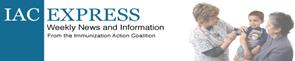 IAC EXPRESS
Weekly News and Information
From the Immunization Action Coalition